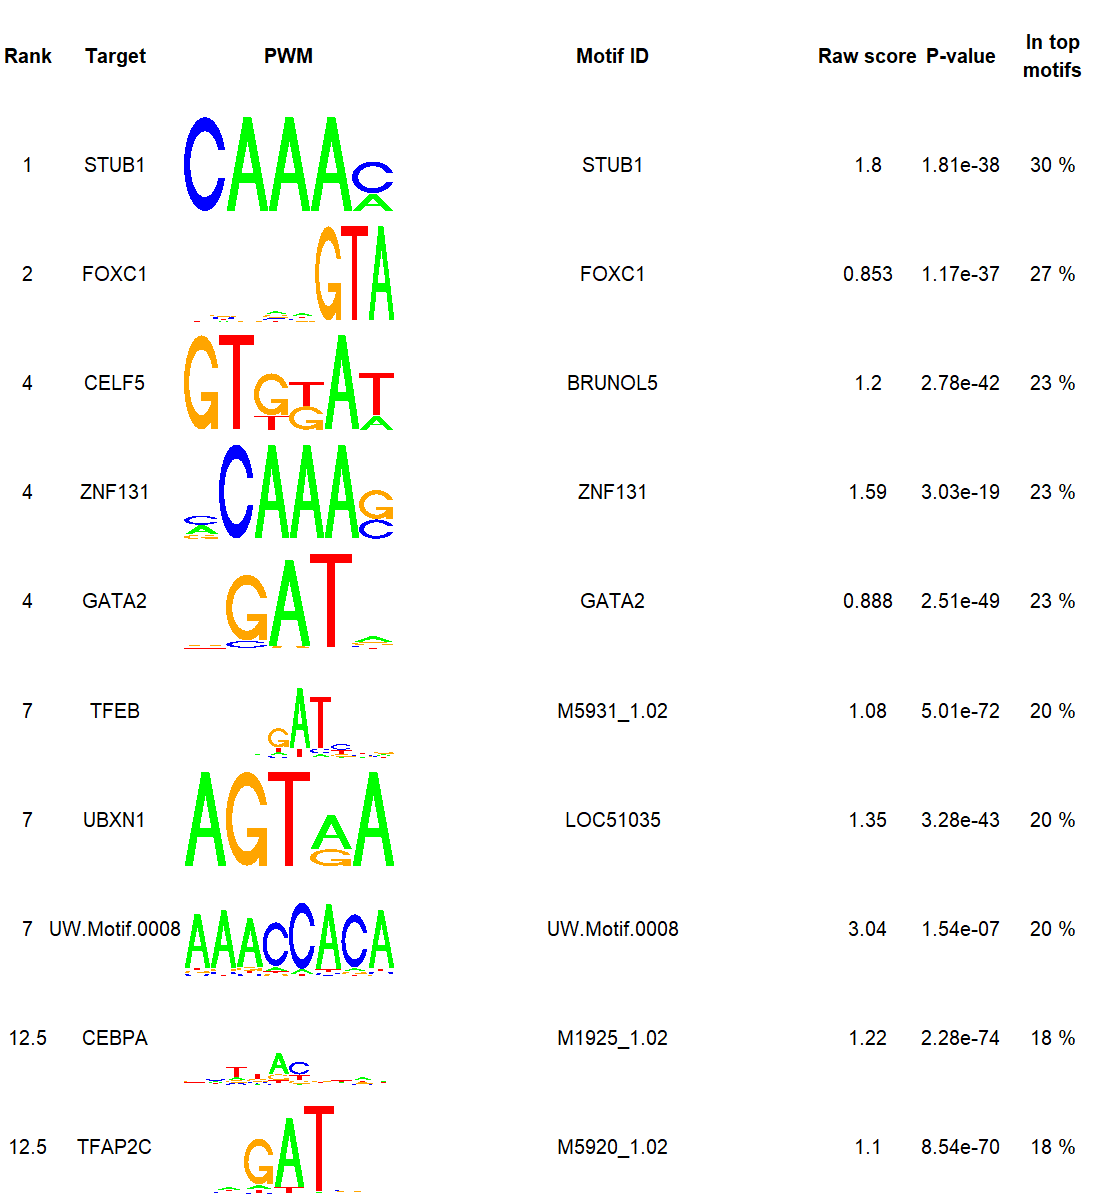 Rank Target PWM Motif ID Raw score P-value In top motifs
1 STUB1 CAAACA STUB1 1.8 1.81e-38 30 %
2 FOXC1 GTA FOXC1 0.853 1.17e-37 27 %
4 CELF5 GTGTTGATA BRUNOL5 1.2 2.78e-42 23 %
4 ZNF131 CACAAAGC ZNF131 1.59 3.03e-19 23 %
4 GATA2 GAT GATA2 0.888 2.51e-49 23 %
7 TFEB GAT M5931_1.02 1.08 5.01e-72 20 %
7 UBXN1 AGTAGA LOC51035 1.35 3.28e-43 20 %
7 UW.Motif.0008 AAACCACA UW.Motif.0008 3.04 1.54e-07 20 %
12.5 CEBPA TAC M1925_1.02 1.22 2.28e-74 18 %
12.5 TFAP2C GAT M5920_1.02 1.1 8.54e-70 18 %